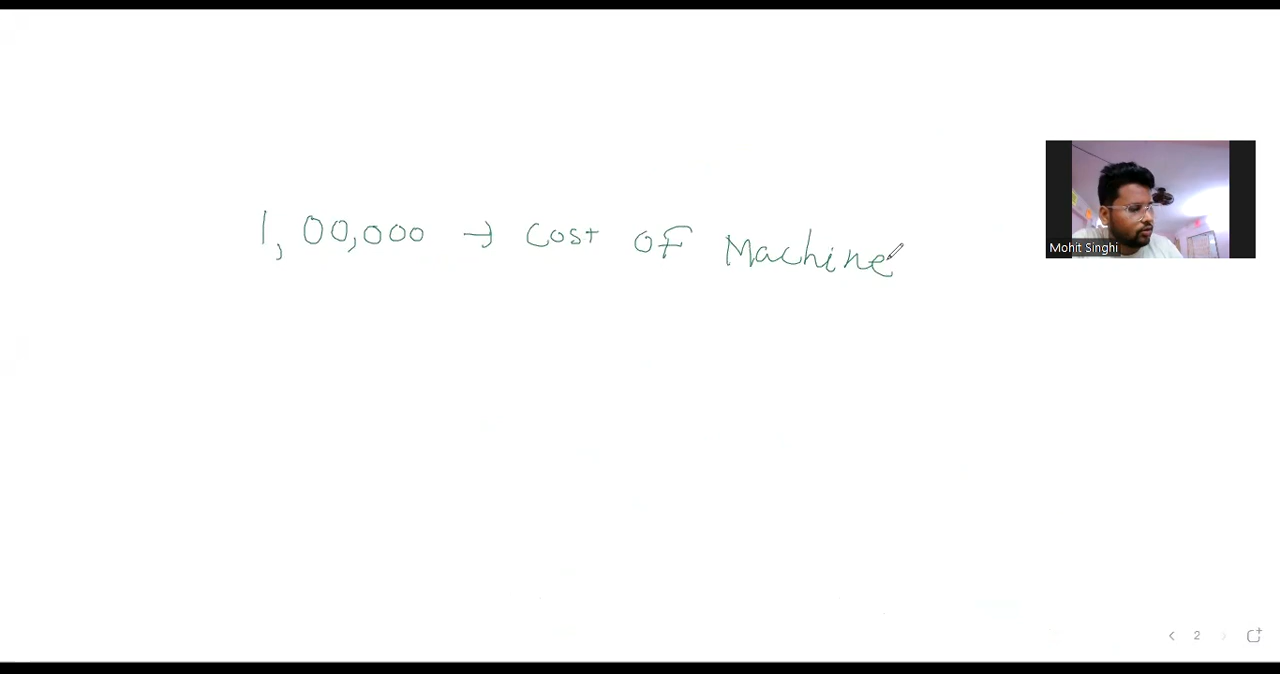 1,00,000 → Cost of Machine
Mohit Singhi
2